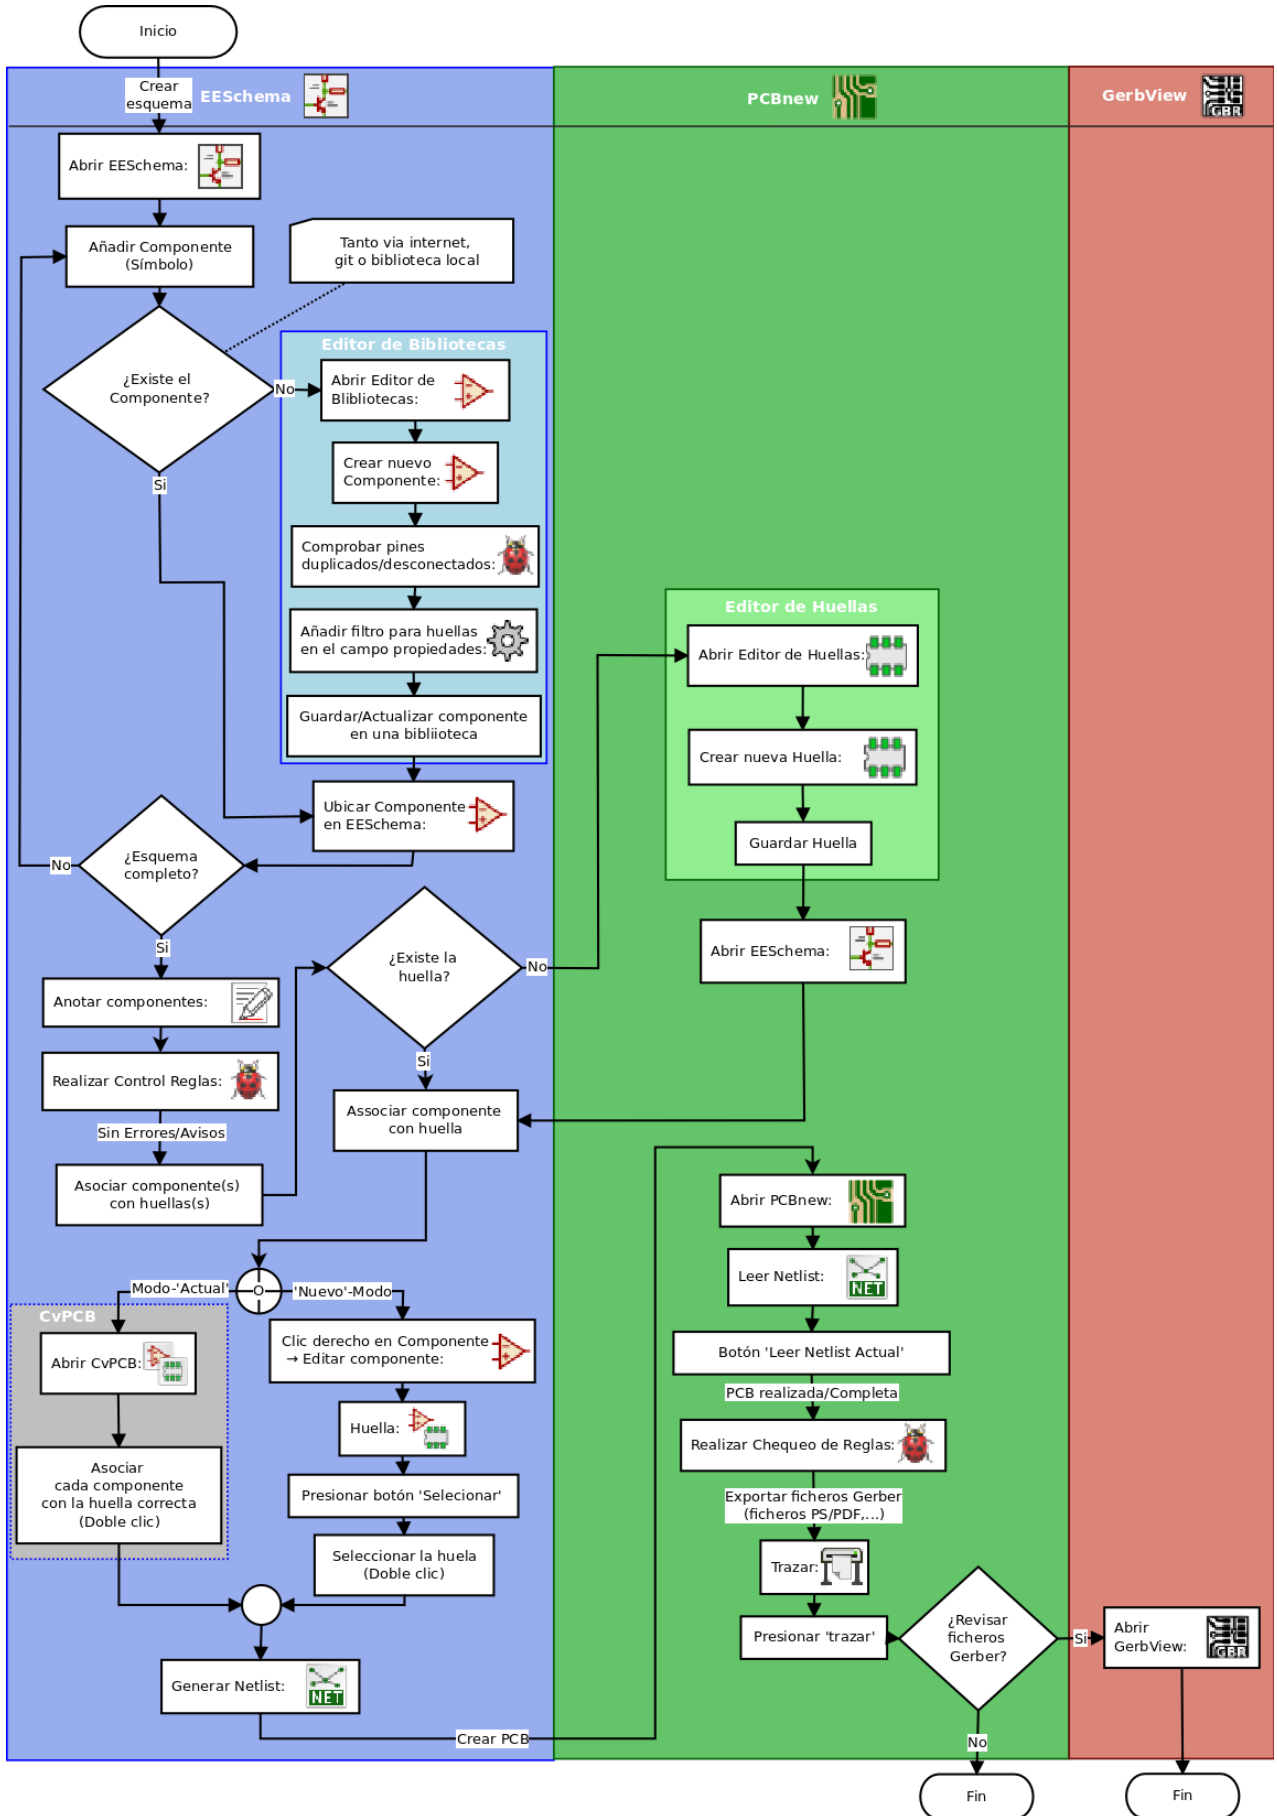 Inicio
Crear
esquema
EESchema
PCBnew
GerbView
GBR
Abrir EESchema:
Añadir Componente
(Símbolo)
Tanto via internet,
git o biblioteca local
¿Existe el
Componente?
No
Si
Editor de Bibliotecas
Abrir Editor de
Blibliotecas:
Crear nuevo
Componente:
Comprobar pines
duplicados/desconectados:
Añadir filtro para huellas
en el campo propiedades:
Guardar/Actualizar componente
en una bibliioteca
Ubicar Componente
en EESchema:
¿Esquema
completo?
No
Si
Anotar componentes:
Realizar Control Reglas:
Sin Errores/Avisos
Asociar componente(s)
con huellas(s)
¿Existe la
huella?
No
Si
Editor de Huellas
Abrir Editor de Huellas:
Crear nueva Huella:
Guardar Huella
Abrir EESchema:
Associar componente
con huella
O
Modo-'Actual'
'Nuevo'-Modo
CvPCB
Abrir CvPCB:
Asociar
cada componente
con la huella correcta
(Doble clic)
Clic derecho en Componente
→ Editar componente:
Huella:
Presionar botón 'Selecionar'
Seleccionar la huela
(Doble clic)
Generar Netlist:
NET
Crear PCB
Abrir PCBnew:
Leer Netlist:
NET
Botón 'Leer Netlist Actual'
PCB realizada/Completa
Realizar Chequeo de Reglas:
Exportar ficheros Gerber
(ficheros PS/PDF,...)
Trazar:
Presionar 'trazar'
¿Revisar
ficheros
Gerber?
Si
No
Abrir
GerbView:
GBR
Fin
Fin